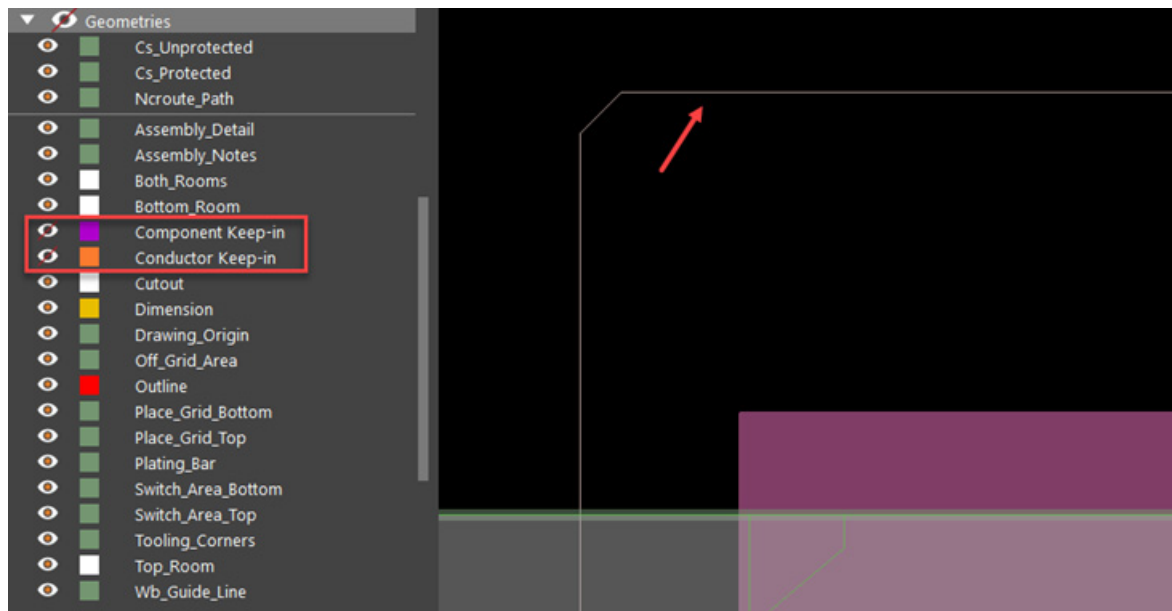 Geometries
Cs_Unprotected
Cs_Protected
Ncroute_Path
Assembly_Detail
Assembly_Notes
Both_Rooms
Bottom_Room
Component Keep-in
Conductor Keep-in
Cutout
Dimension
Drawing_Origin
Off_Grid_Area
Outline
Place_Grid_Bottom
Place_Grid_Top
Plating_Bar
Switch_Area_Bottom
Switch_Area_Top
Tooling_Corners
Top_Room
Wb_Guide_Line